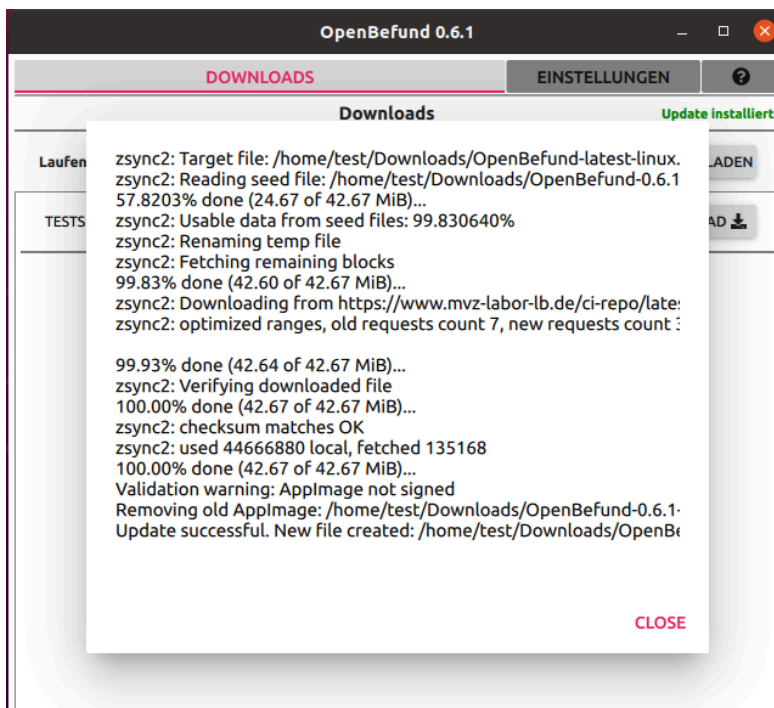 OpenBefund 0.6.1
DOWNLOADS EINSTELLUNGEN
Downloads Update installiert
Laufen LADEN
TESTS AD
zsync2: Target file: /home/test/Downloads/OpenBefund-latest-linux.
zsync2: Reading seed file: /home/test/Downloads/OpenBefund-0.6.1
57.8203% done (24.67 of 42.67 MiB)...
zsync2: Usable data from seed files: 99.830640%
zsync2: Renaming temp file
zsync2: Fetching remaining blocks
99.83% done (42.60 of 42.67 MiB)...
zsync2: Downloading from https://www.mvz-labor-lb.de/ci-repo/late
zsync2: optimized ranges, old requests count 7, new requests count
99.93% done (42.64 of 42.67 MiB)...
zsync2: Verifying downloaded file
100.00% done (42.67 of 42.67 MiB)...
zsync2: checksum matches OK
zsync2: used 44666880 local, fetched 135168
100.00% done (42.67 of 42.67 MiB)...
Validation warning: AppImage not signed
Removing old AppImage: /home/test/Downloads/OpenBefund-0.6.1-
Update successful. New file created: /home/test/Downloads/OpenBe
CLOSE